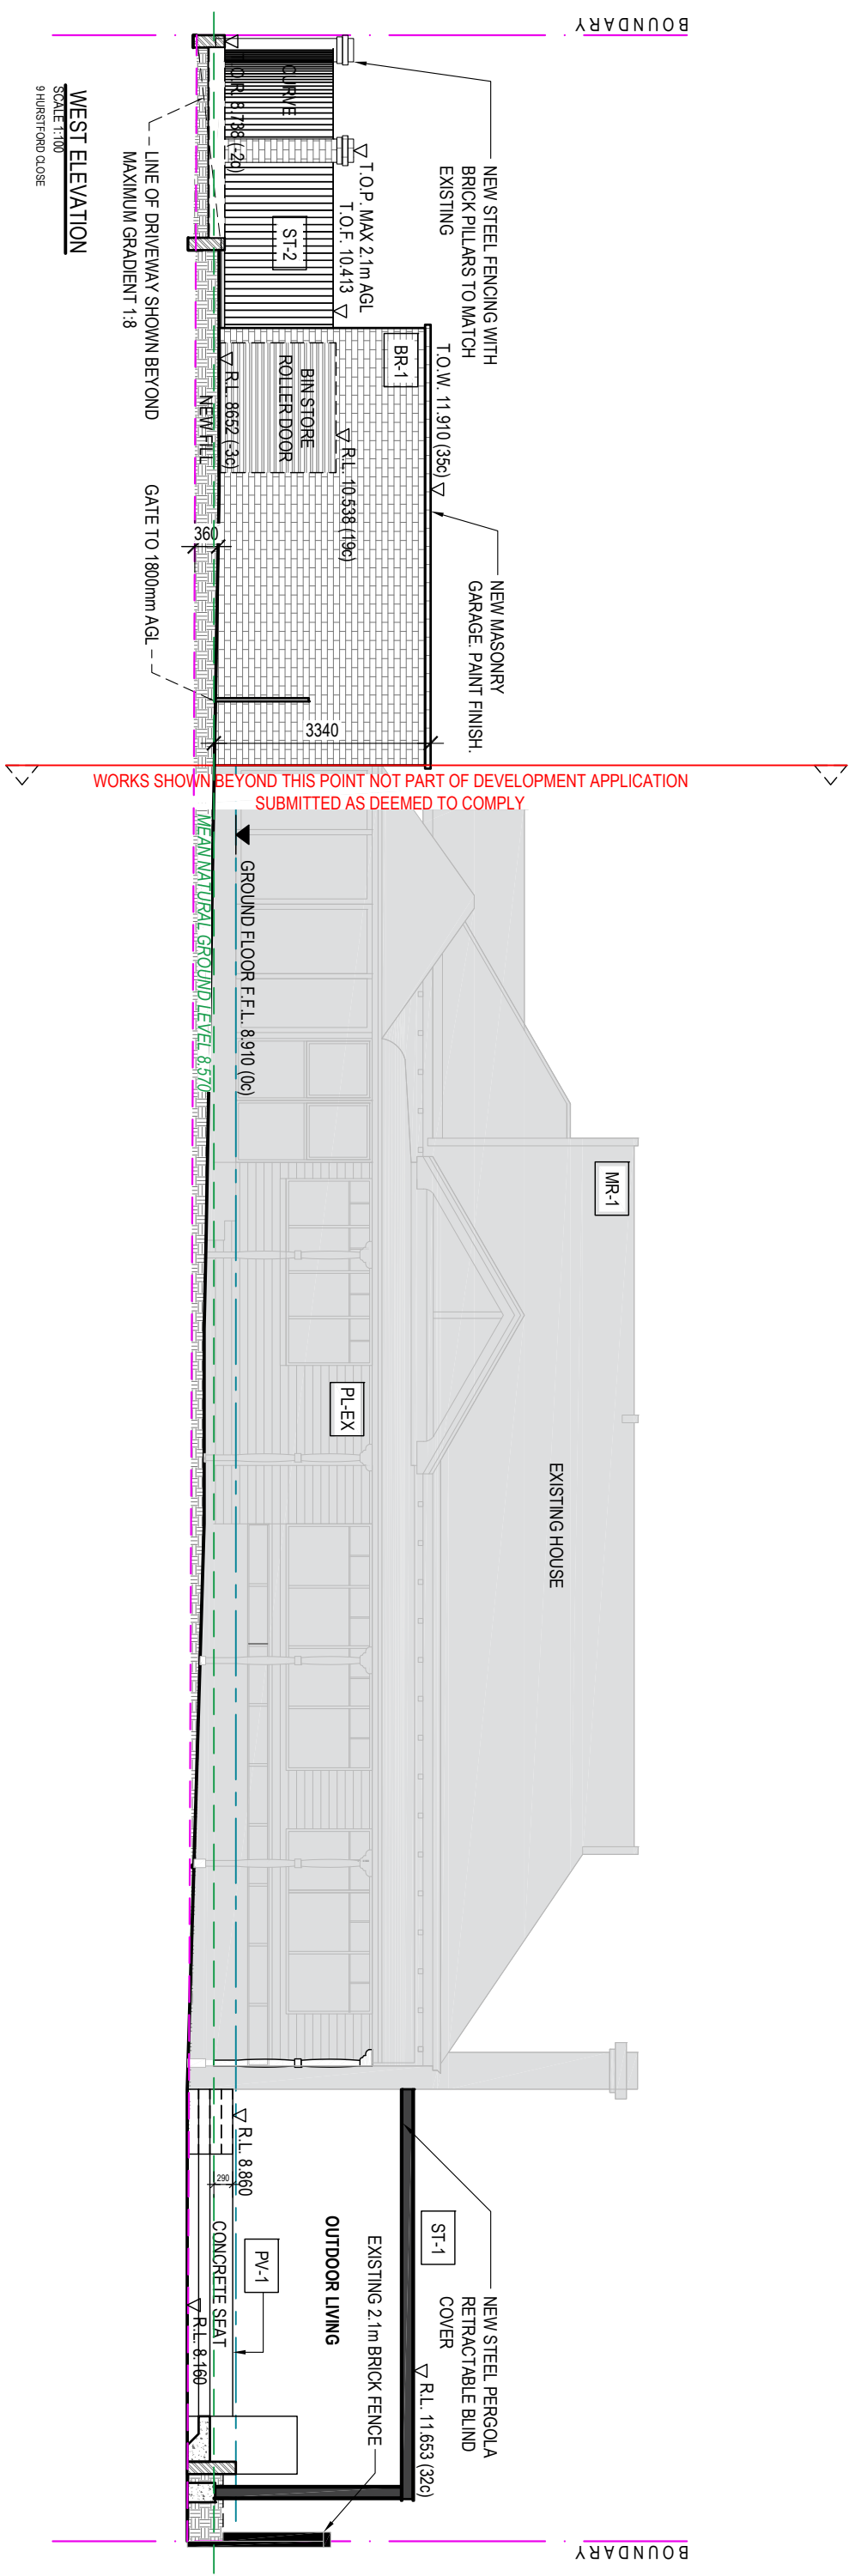 BOUNDARY
NEW STEEL FENCING WITH
BRICK PILLARS TO MATCH
EXISTING
T.O.P. MAX 2.1m AGL
T.O.F. 10.413
CURVE
T.O.R. 8.738 (-2c)
ST-2
T.O.W. 11.910 (35c)
BR-1
R.L. 10.538 (19c)
BIN STORE
ROLLER DOOR
R.L. 8652 (-3c)
NEW FILL
360
NEW MASONRY
GARAGE. PAINT FINISH.
3340
LINE OF DRIVEWAY SHOWN BEYOND
MAXIMUM GRADIENT 1:8
GATE TO 1800mm AGL
WEST ELEVATION
SCALE 1:100
9 HURSTFORD CLOSE
WORKS SHOWN BEYOND THIS POINT NOT PART OF DEVELOPMENT APPLICATION
SUBMITTED AS DEEMED TO COMPLY
GROUND FLOOR F.F.L. 8.910 (0c)
MEAN NATURAL GROUND LEVEL 8.570
MR-1
PL-EX
EXISTING HOUSE
NEW STEEL PERGOLA
RETRACTABLE BLIND
COVER
ST-1
R.L. 11.653 (32c)
EXISTING 2.1m BRICK FENCE
OUTDOOR LIVING
R.L. 8.860
PV-1
290
CONCRETE SEAT
R.L. 8.160
BOUNDARY